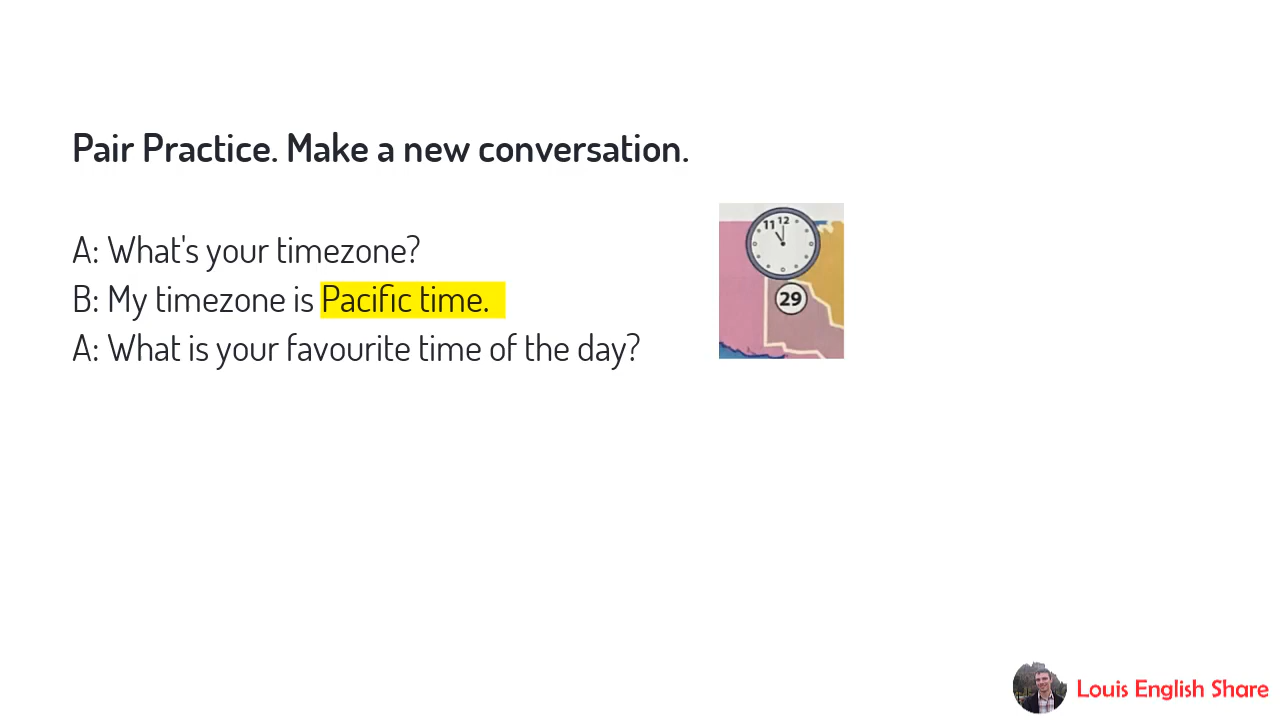 Pair Practice. Make a new conversation.
A: What's your timezone?
B: My timezone is Pacific time.
A: What is your favourite time of the day?
11 12
29
Louis English Share